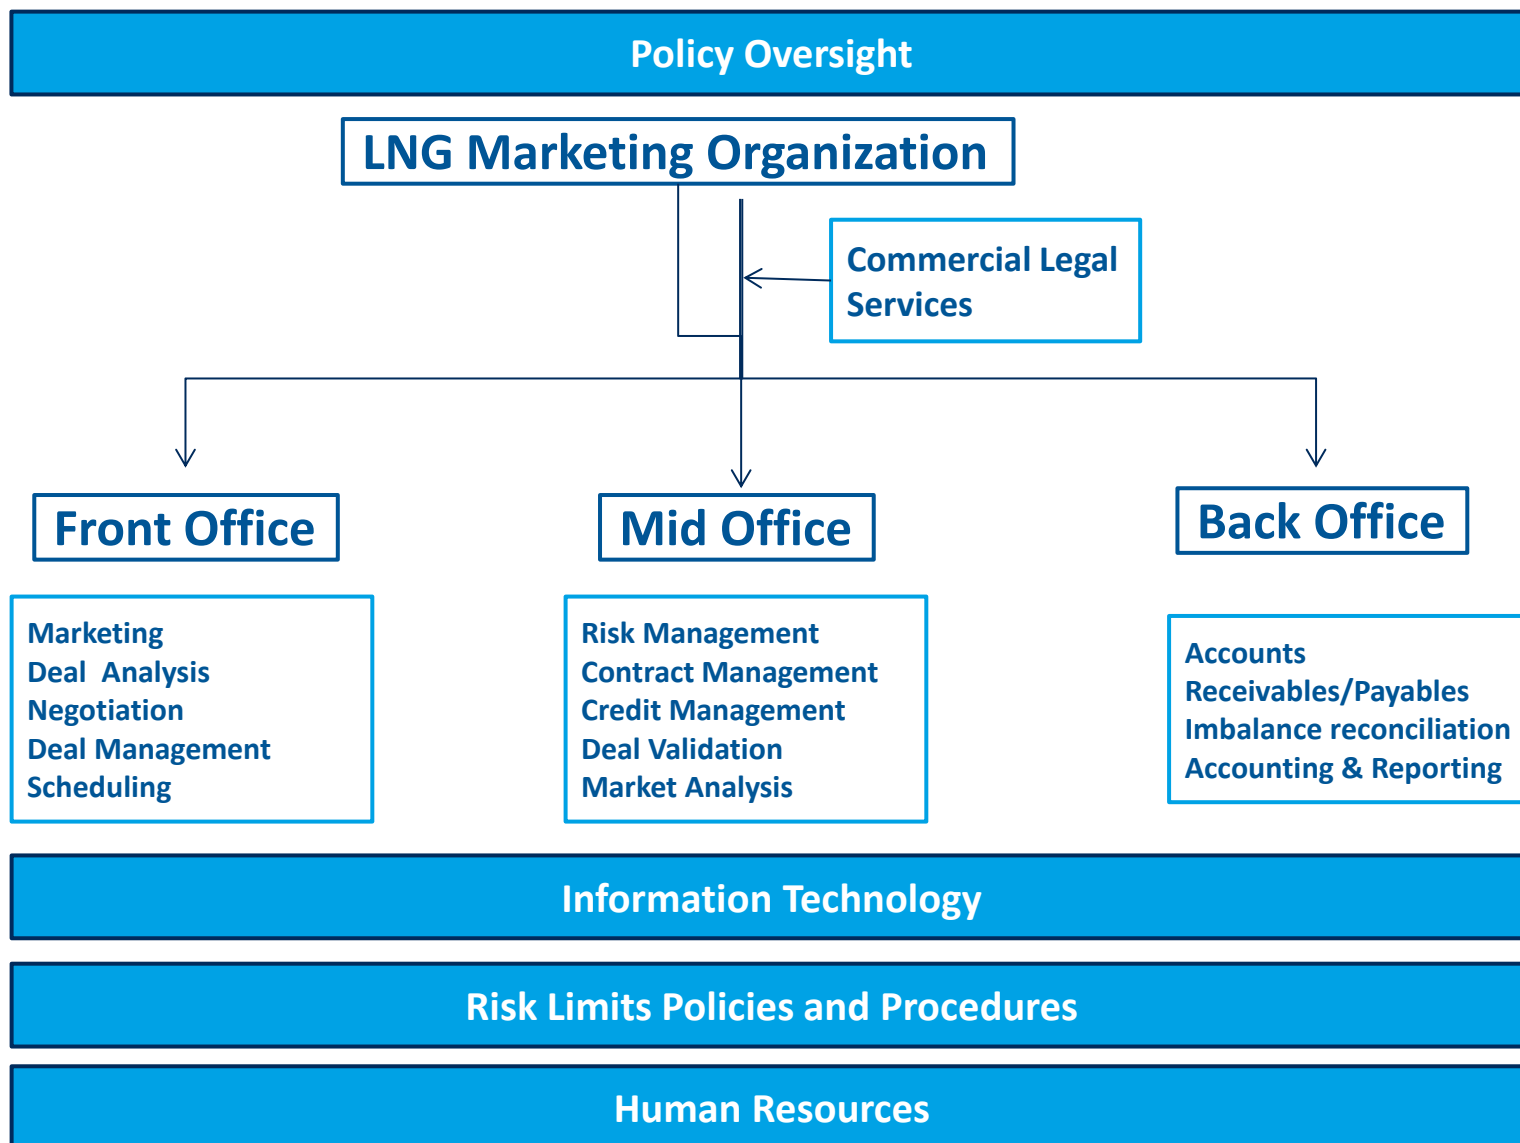 Policy Oversight
LNG Marketing Organization
Commercial Legal
Services
Front Office
Mid Office
Back Office
Marketing
Deal  Analysis
Negotiation
Deal Management
Scheduling
Risk Management
Contract Management
Credit Management
Deal Validation
Market Analysis
Accounts
Receivables/Payables
Imbalance reconciliation
Accounting & Reporting
Information Technology
Risk Limits Policies and Procedures
Human Resources